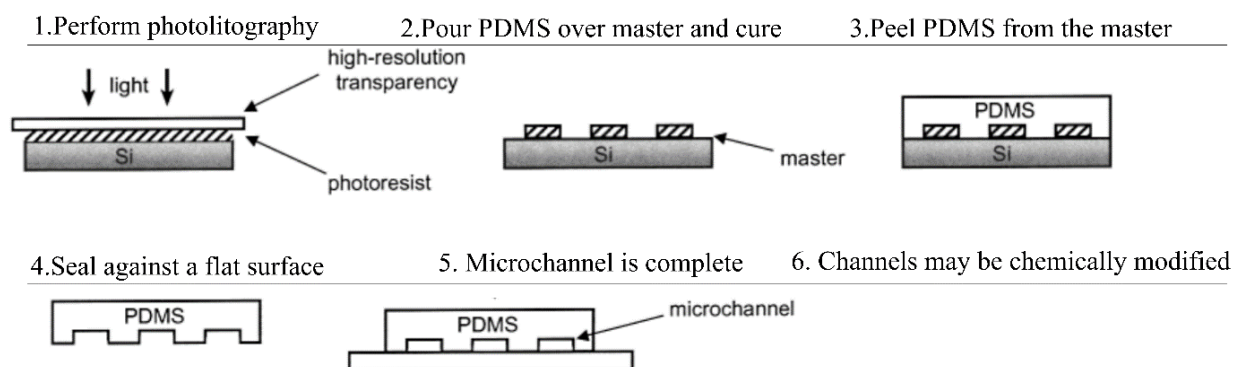 1.Perform photolitography
2.Pour PDMS over master and cure
3.Peel PDMS from the master
light
high-resolution
transparency
Si
photoresist
Si
master
PDMS
Si
4.Seal against a flat surface
5. Microchannel is complete
6. Channels may be chemically modified
PDMS
PDMS
microchannel